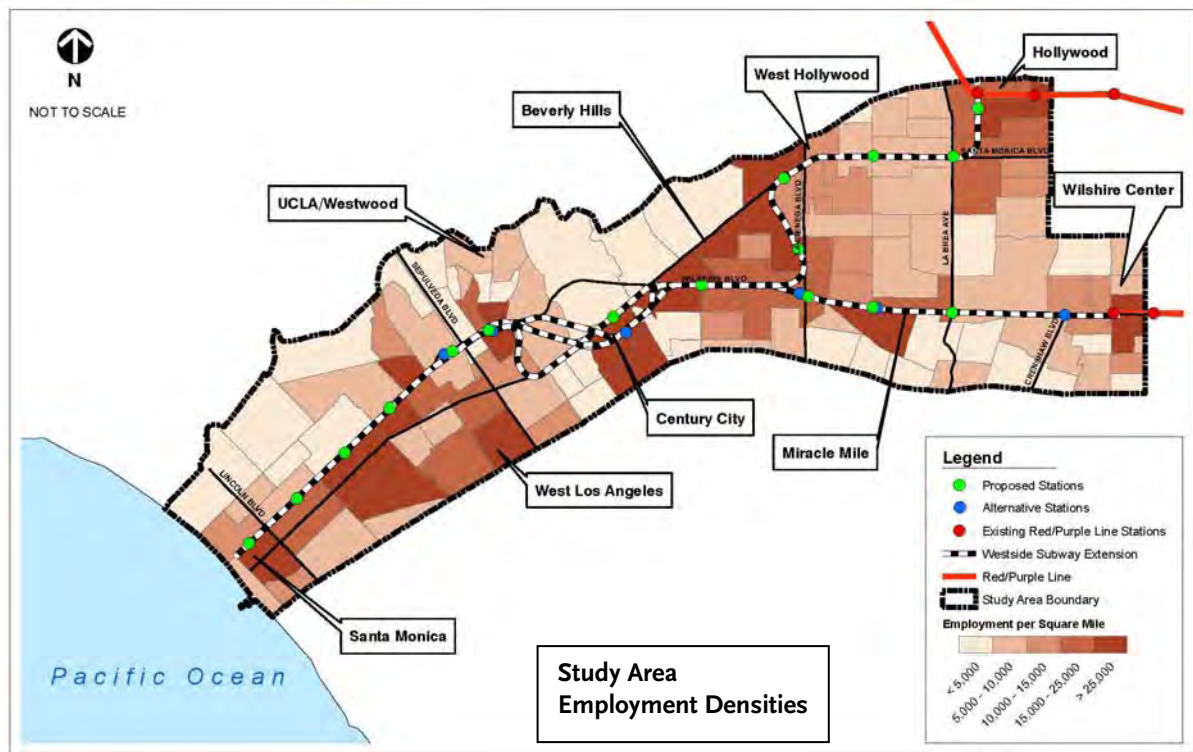 N
NOT TO SCALE
Hollywood
West Hollywood
Beverly Hills
UCLA/Westwood
Wilshire Center
SANTA MONICA BLVD
LA BREA AVE
SEPULVEDA BLVD
WILSHIRE BLVD
CRENSHAW BLVD
Century City
Miracle Mile
West Los Angeles
LINCOLN BLVD
Santa Monica
Pacific Ocean
Study Area
Employment Densities
Legend
Proposed Stations
Alternative Stations
Existing Red/Purple Line Stations
Westside Subway Extension
Red/Purple Line
Study Area Boundary
Employment per Square Mile
< 5,000
5,000 - 10,000
10,000 - 15,000
15,000 - 25,000
> 25,000